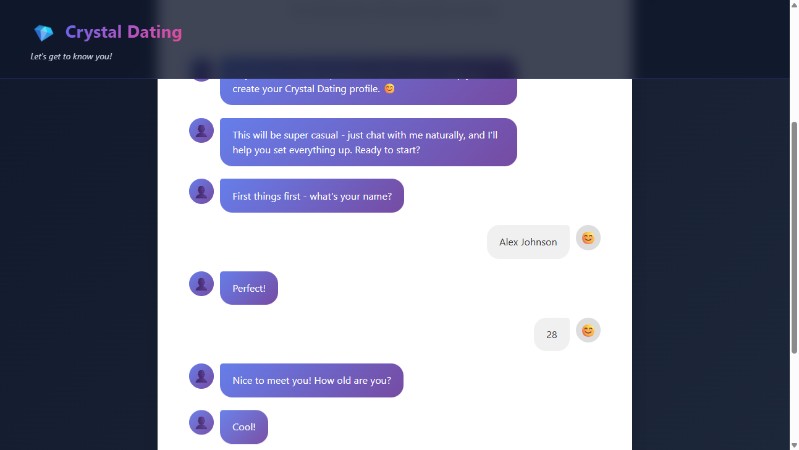 Crystal Dating
Let's get to know you!
create your Crystal Dating profile. 😊
This will be super casual - just chat with me naturally, and I'll
help you set everything up. Ready to start?
First things first - what's your name?
Alex Johnson
Perfect!
28
Nice to meet you! How old are you?
Cool!